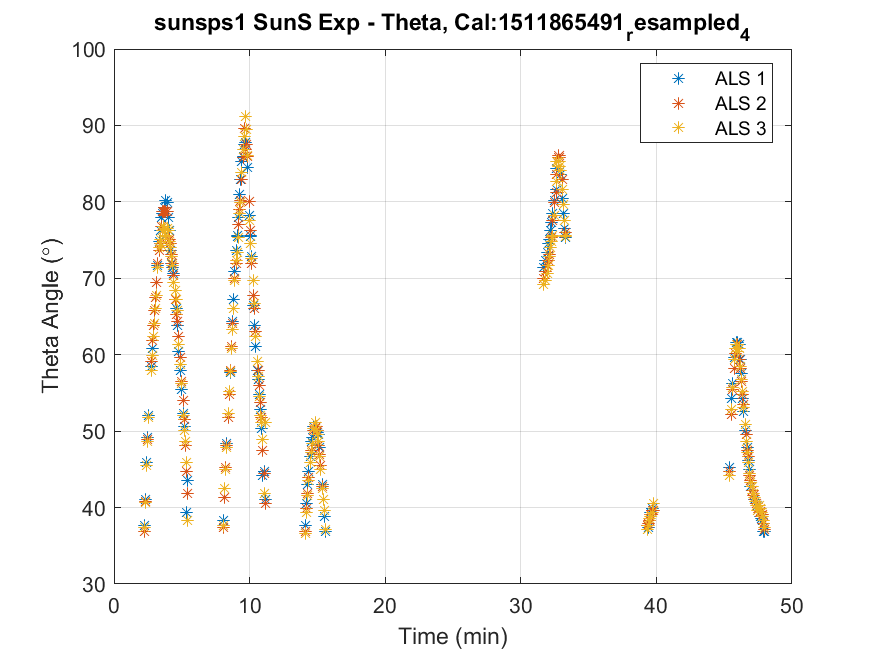 sunsps1 SunS Exp - Theta, Cal:1511865491ᵣesampled₄
100
90
80
70
60
50
40
30
Theta Angle (°)
0 10 20 30 40 50
Time (min)
ALS 1
ALS 2
ALS 3